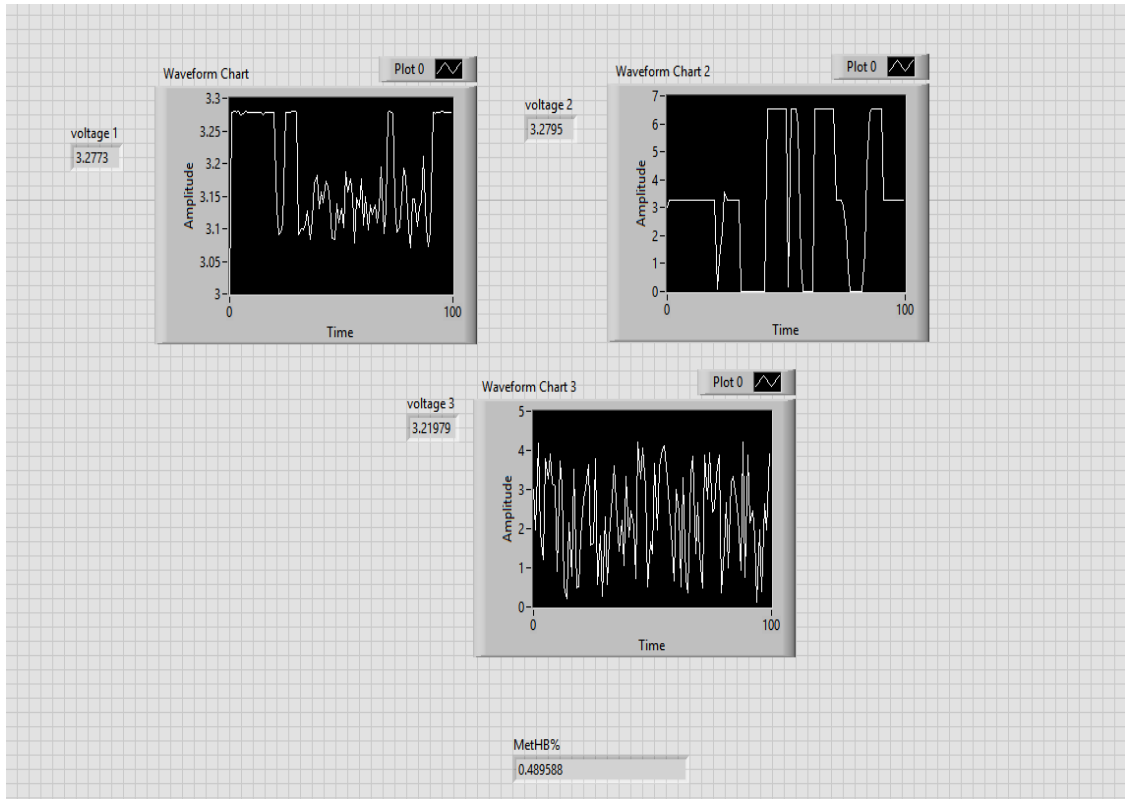 Waveform Chart
Plot 0
voltage 1
3.2773
Amplitude
3.3
3.25
3.2
3.15
3.1
3.05
3
0
100
Time
Waveform Chart 2
Plot 0
voltage 2
3.2795
Amplitude
7
6
5
4
3
2
1
0
0
100
Time
Waveform Chart 3
Plot 0
voltage 3
3.21979
Amplitude
5
4
3
2
1
0
0
100
Time
MetHB%
0.489588